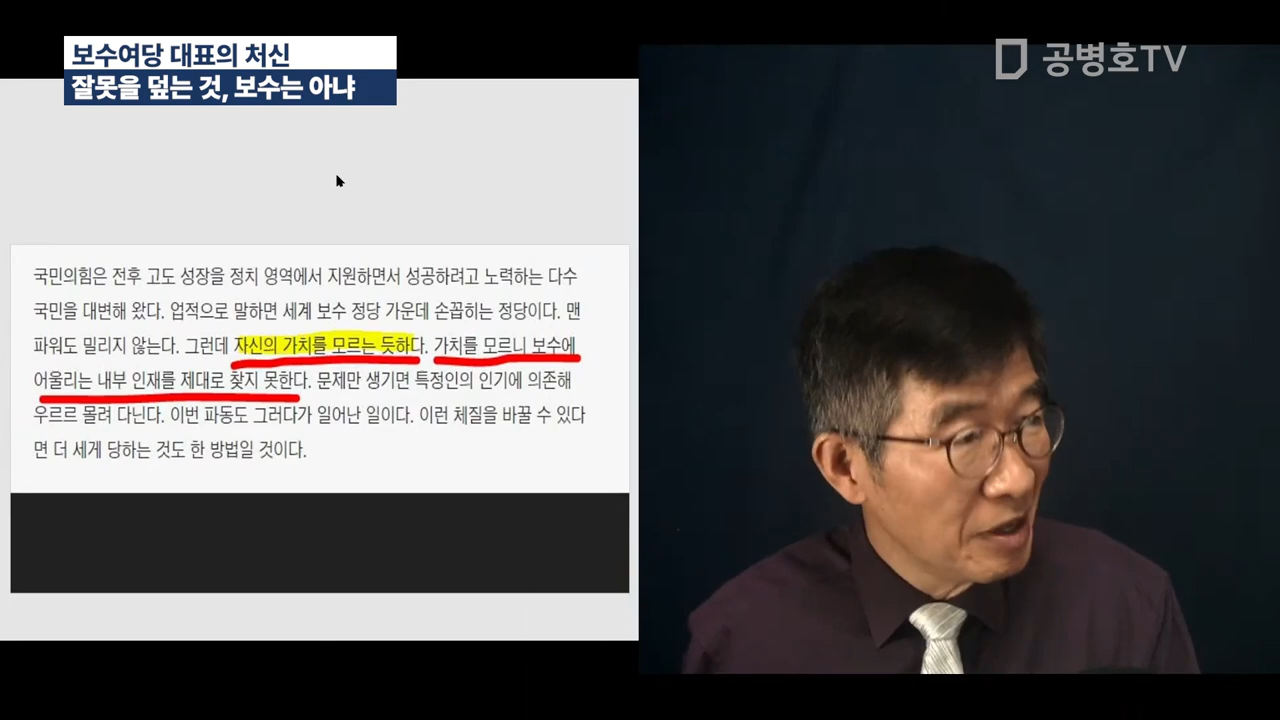 보수여당 대표의 처신
잘못을 덮는 것, 보수는 아냐
공병호TV
국민의힘은 전후 고도 성장을 정치 영역에서 지원하면서 성공하려고 노력하는 다수
국민을 대변해 왔다. 업적으로 말하면 세계 보수 정당 가운데 손꼽히는 정당이다. 맨
파워도 밀리지 않는다. 그런데 자신의 가치를 모르는 듯하다. 가치를 모르니 보수에
어울리는 내부 인재를 제대로 찾지 못한다. 문제만 생기면 특정인의 인기에 의존해
우르르 몰려 다닌다. 이번 파동도 그러다가 일어난 일이다. 이런 체질을 바꿀 수 있다
면 더 세게 당하는 것도 한 방법일 것이다.